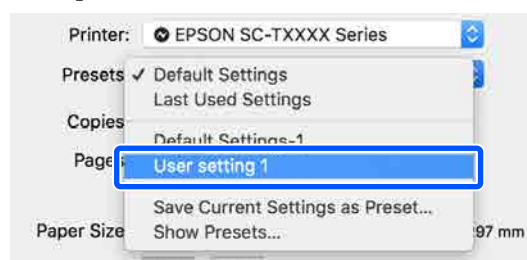 Printer: EPSON SC-TXXXX Series
Presets ✓ Default Settings
Last Used Settings
Copies
Default Settings-1
Pages
User setting 1
Save Current Settings as Preset...
Paper Size Show Presets... 97 mm